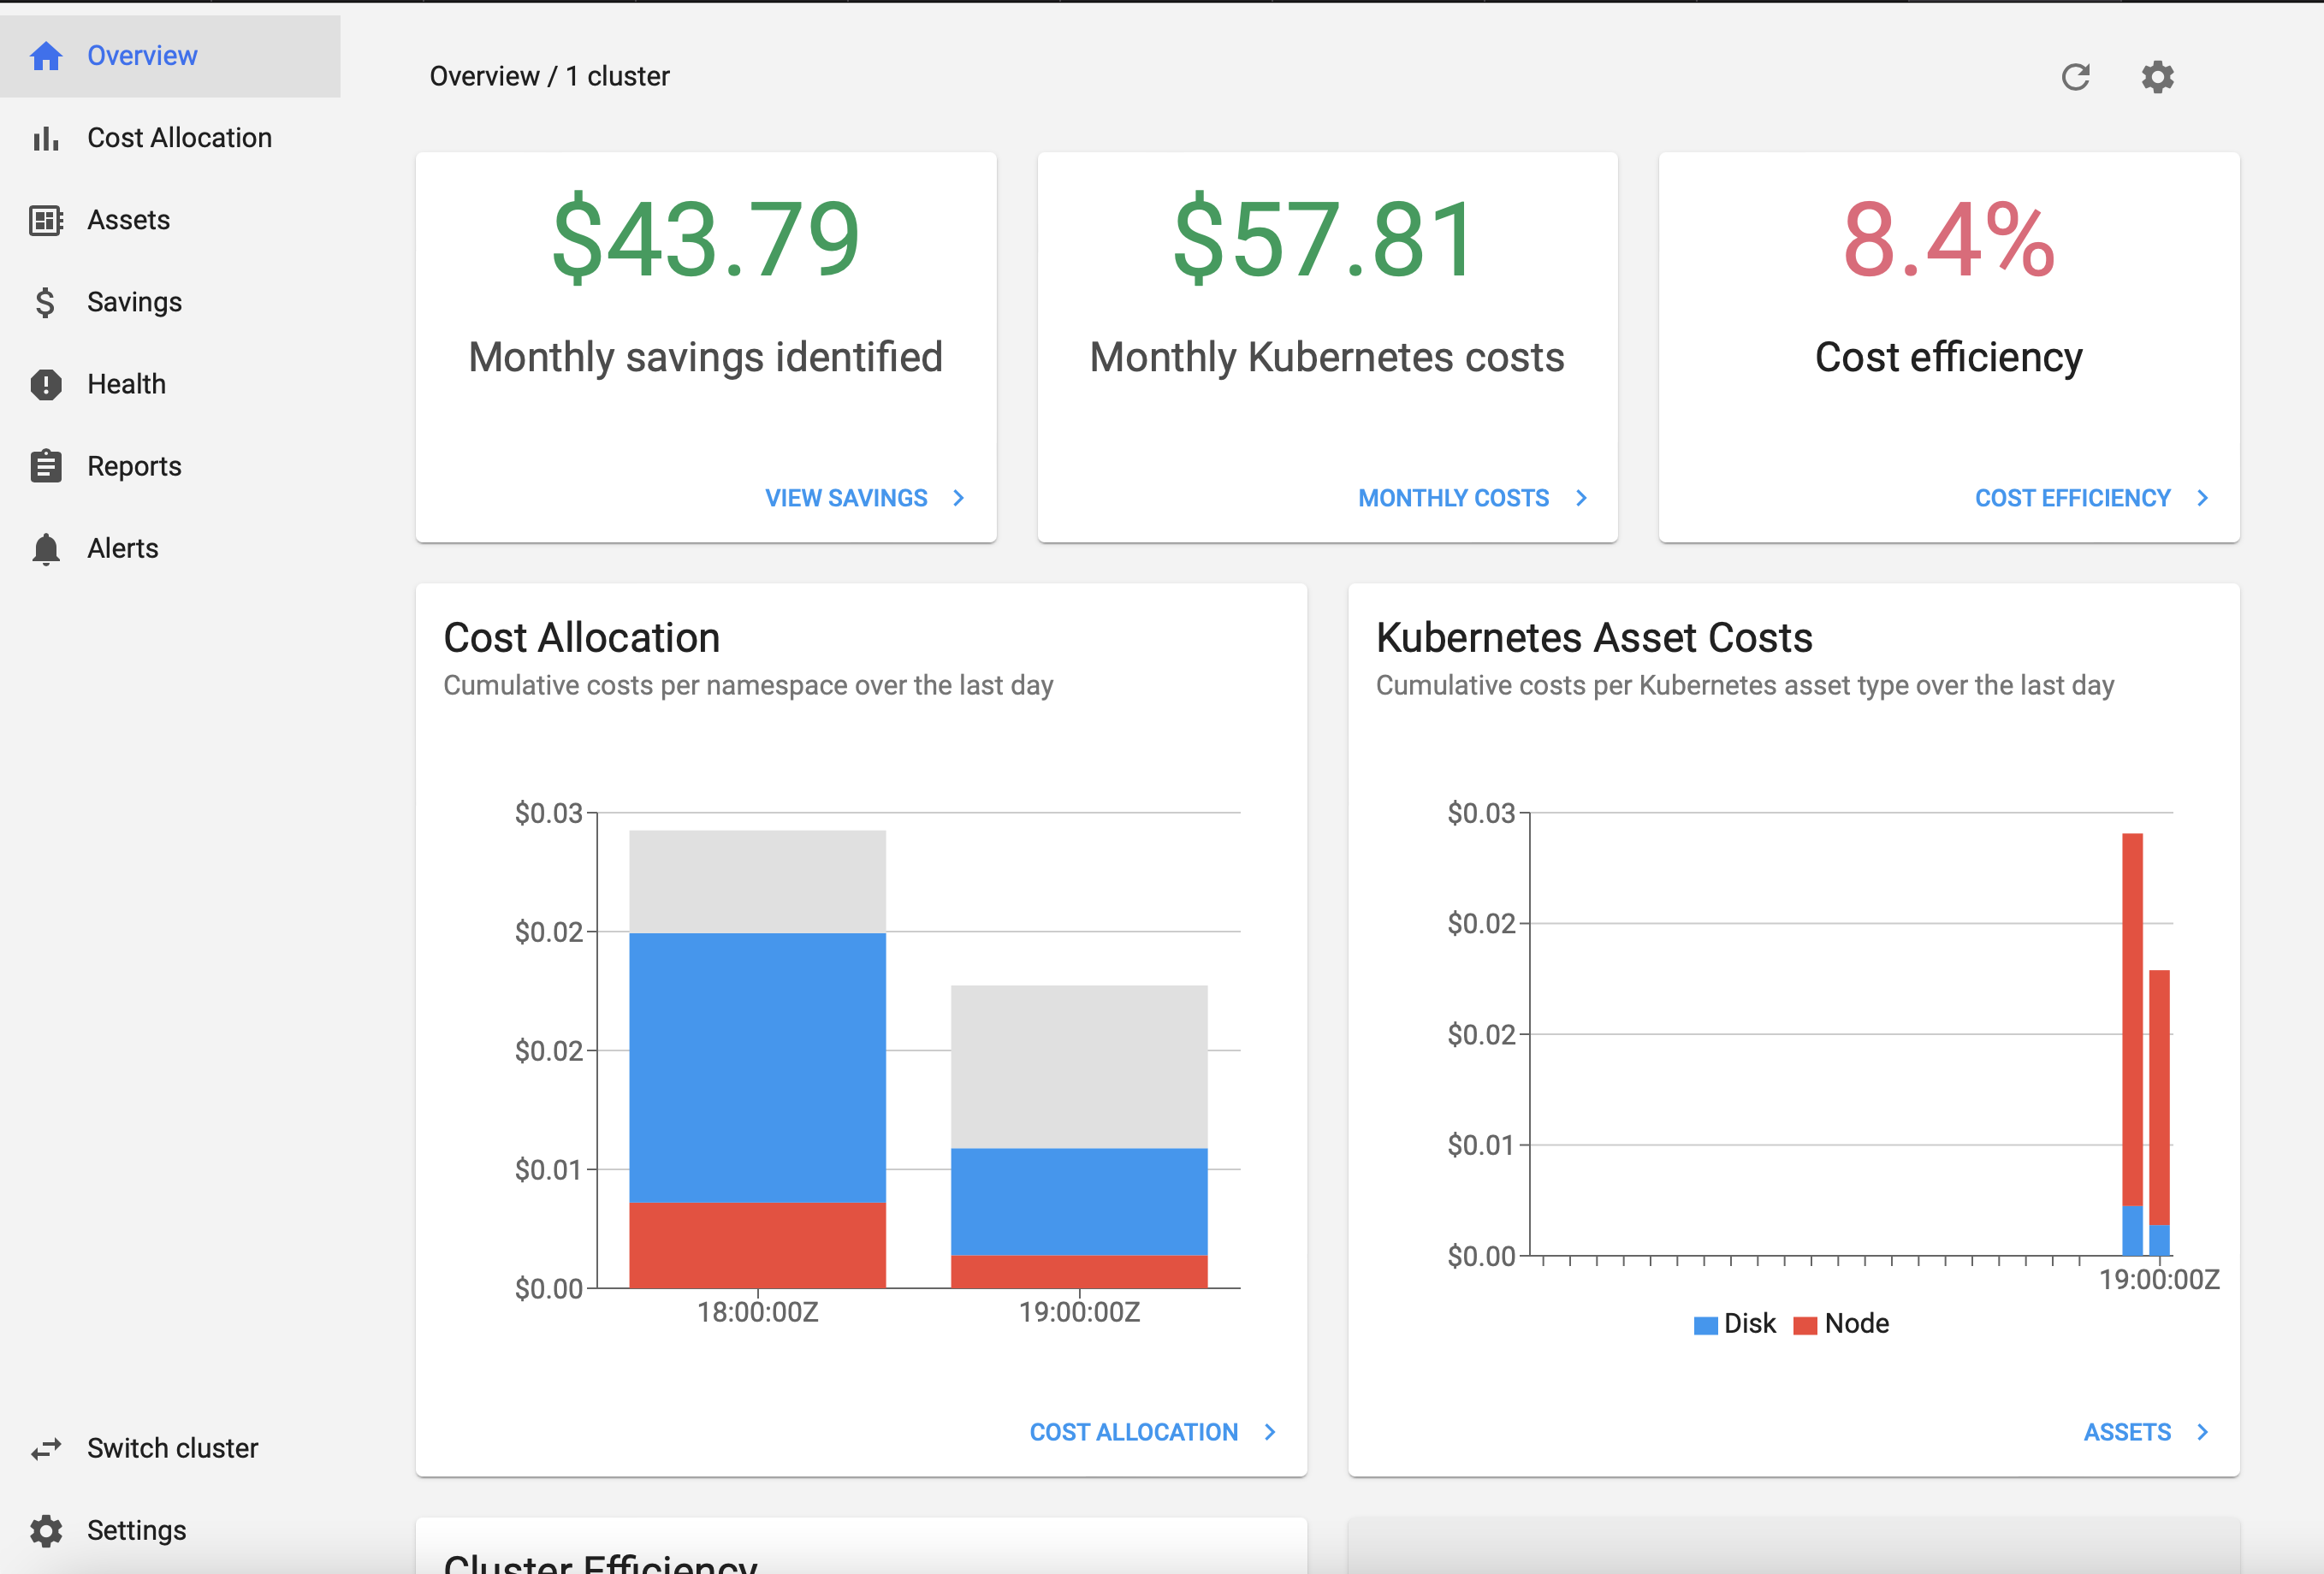 Overview
Cost Allocation
Assets
Savings
Health
Reports
Alerts
Switch cluster
Settings
Overview / 1 cluster
$43.79
Monthly savings identified
VIEW SAVINGS
$57.81
Monthly Kubernetes costs
MONTHLY COSTS
8.4%
Cost efficiency
COST EFFICIENCY
Cost Allocation
Cumulative costs per namespace over the last day
$0.03
$0.02
$0.02
$0.01
$0.00
18:00:00Z 19:00:00Z
COST ALLOCATION
Kubernetes Asset Costs
Cumulative costs per Kubernetes asset type over the last day
$0.03
$0.02
$0.02
$0.01
$0.00
19:00:00Z
Disk Node
ASSETS
Cluster Efficiency